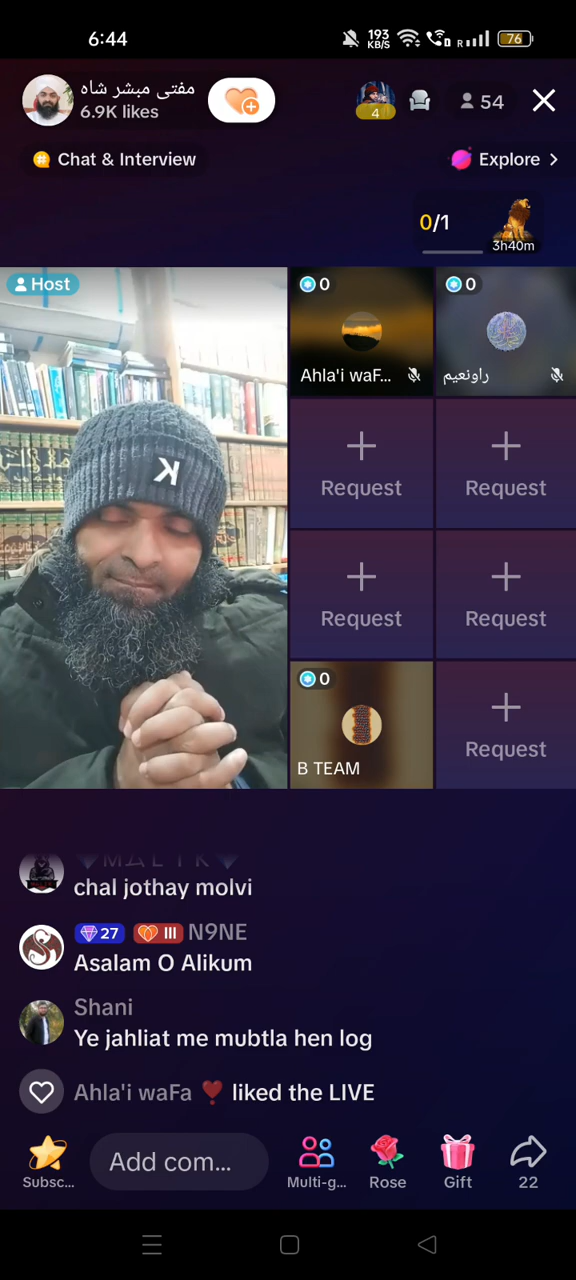 6:44
193
KB/S
R
76
مفتی مبشر شاہ
6.9K likes
4
54
Chat & Interview
Explore
0/1
3h40m
Host
0
0
Ahla'i waF...
راونعیم
K
Request
Request
Request
Request
0
B TEAM
Request
MALIK
chal jothay molvi
27
III
N9NE
Asalam O Alikum
Shani
Ye jahliat me mubtla hen log
Ahla'i waFa ❣️ liked the LIVE
Subsc...
Add com...
Multi-g...
Rose
Gift
22